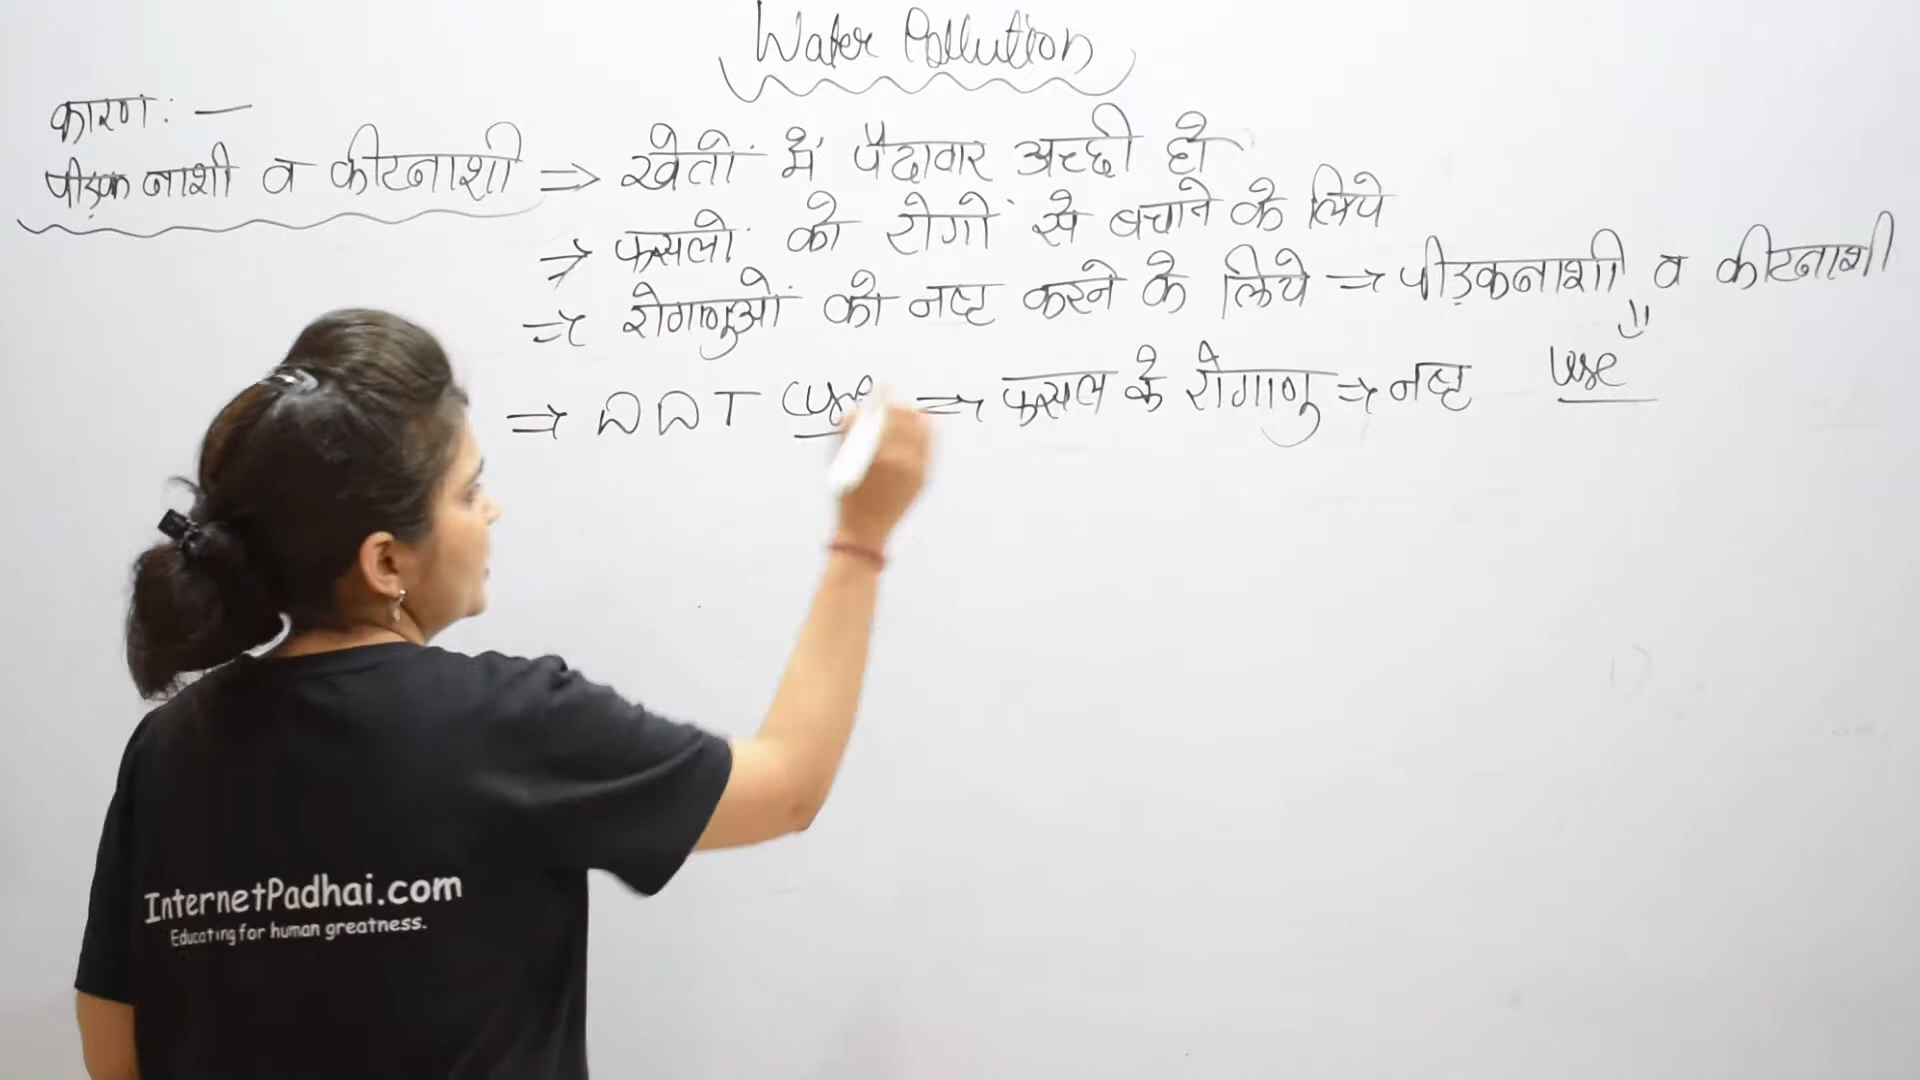 Water Pollution
कारण: —
पीड़कनाशी व कीटनाशी => खेतों में पैदावार अच्छी हो
=> फसलों को रोगों से बचाने के लिये
=> रोगाणुओं को नष्ट करने के लिये => पीड़कनाशी व कीटनाशी
use
=> DDT use => फसल के रोगाणु => नष्ट
InternetPadhai.com
Educating for human greatness.